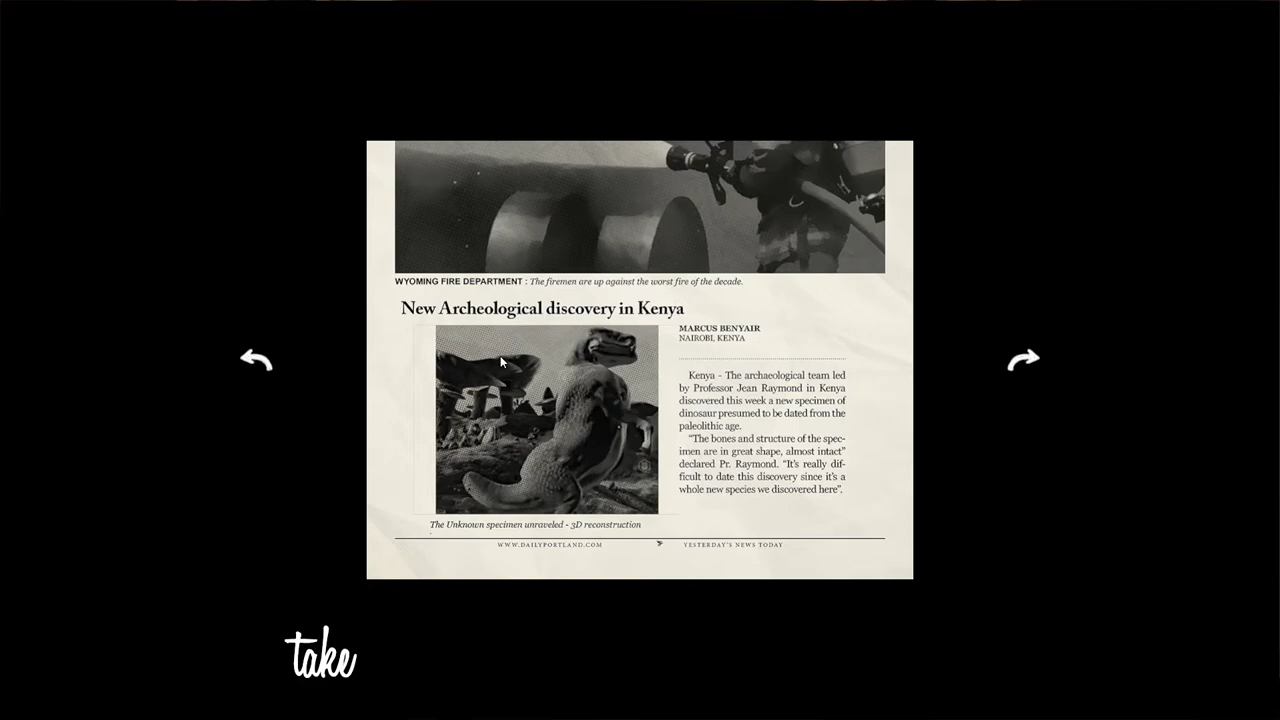 WYOMING FIRE DEPARTMENT : The firemen are up against the worst fire of the decade.
New Archeological discovery in Kenya
MARCUS BENYAIR
NAIROBI, KENYA
Kenya - The archaeological team led
by Professor Jean Raymond in Kenya
discovered this week a new specimen of
dinosaur presumed to be dated from the
paleolithic age.
“The bones and structure of the spec-
imen are in great shape, almost intact”
declared Pr. Raymond. “It's really dif-
ficult to date this discovery since it's a
whole new species we discovered here”.
The Unknown specimen unraveled - 3D reconstruction
WWW.DAILYPORTLAND.COM YESTERDAY'S NEWS TODAY
take